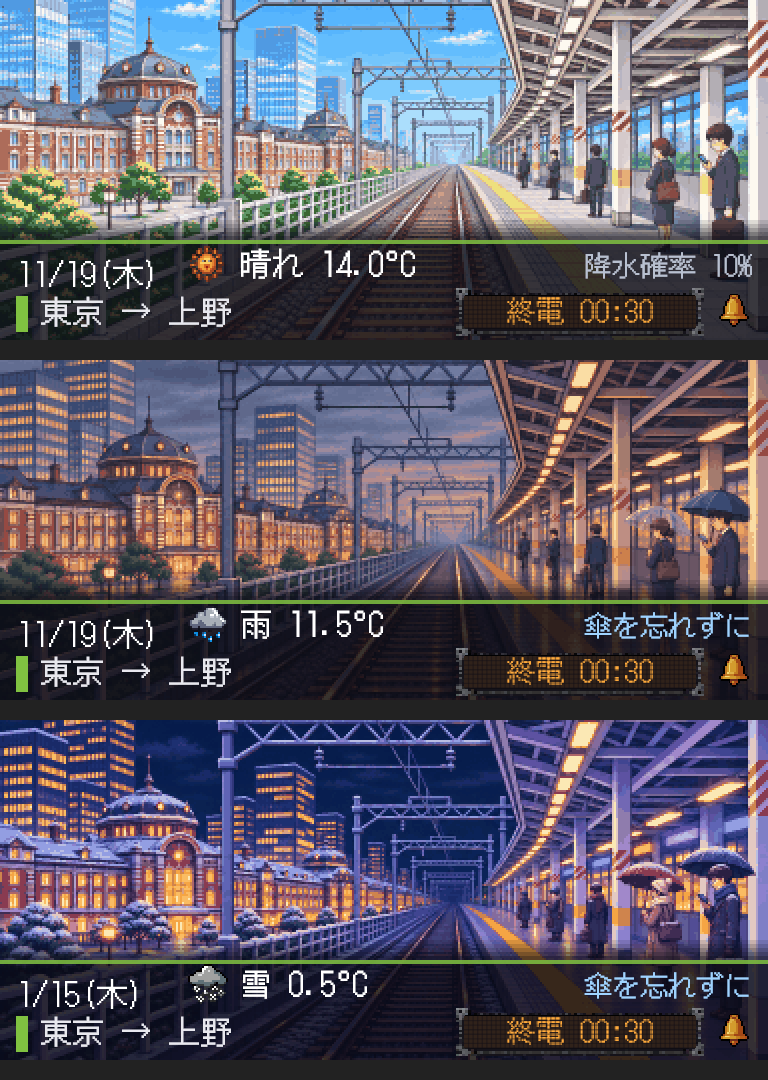 11/19(木) 晴れ 14.0°C 降水確率 10%
東京 → 上野 終電 00:30
11/19(木) 雨 11.5°C 傘を忘れずに
東京 → 上野 終電 00:30
1/15(木) 雪 0.5°C 傘を忘れずに
東京 → 上野 終電 00:30